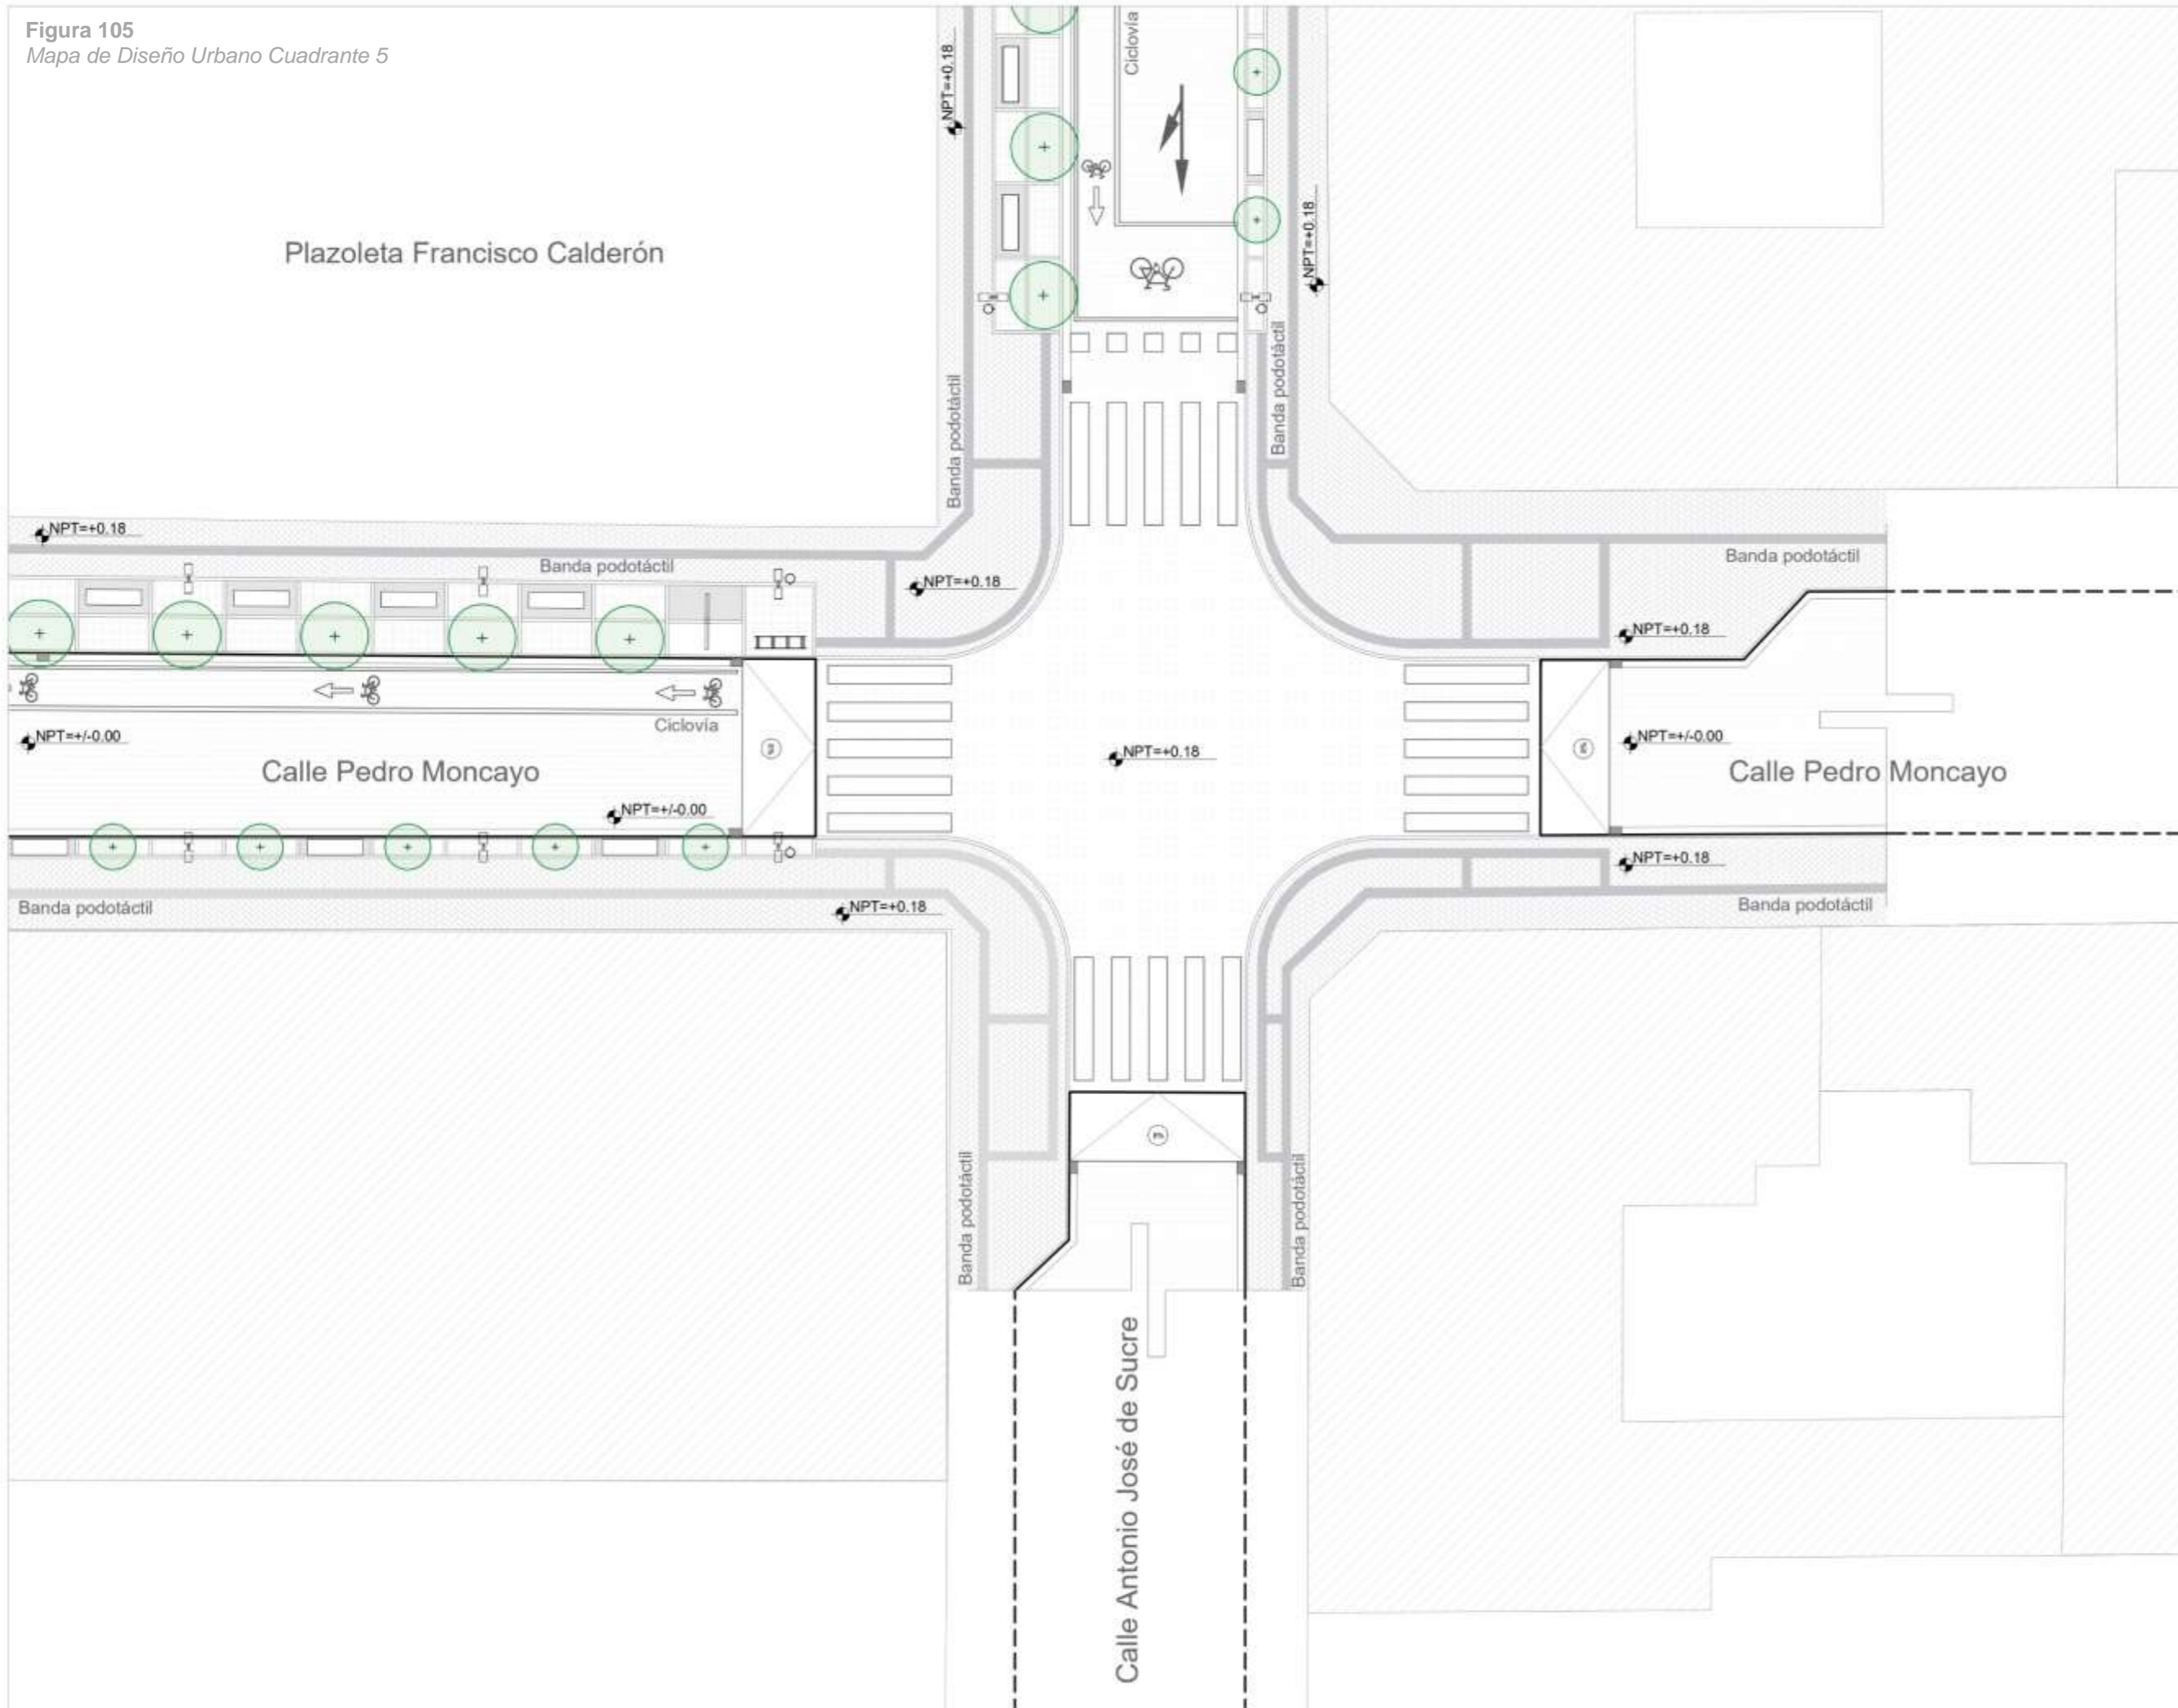 Figura 105
Mapa de Diseño Urbano Cuadrante 5
NPT=+0.18
Ciclovía
Plazoleta Francisco Calderón
NPT=+0.18
Banda podotáctil
Banda podotáctil
NPT=+0.18
Banda podotáctil
NPT=+0.18
Banda podotáctil
NPT=+0.18
Ciclovía
NPT=+/-0.00
NPT=+0.18
NPT=+/-0.00
Calle Pedro Moncayo
Calle Pedro Moncayo
NPT=+/-0.00
NPT=+0.18
Banda podotáctil
NPT=+0.18
Banda podotáctil
Banda podotáctil
Banda podotáctil
Calle Antonio José de Sucre